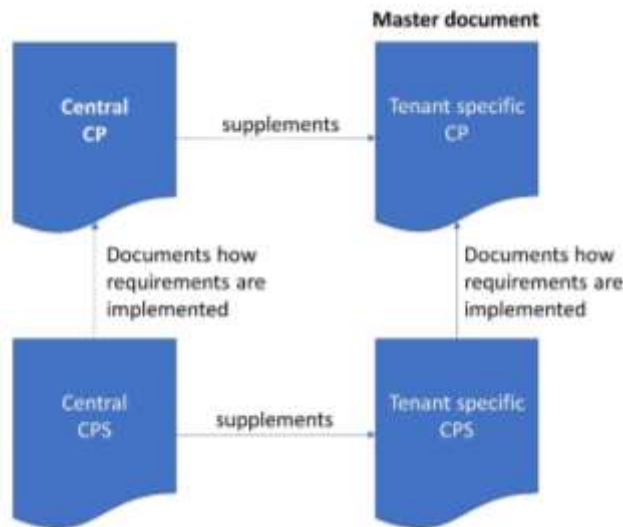 Master document
Central
CP
supplements
Tenant specific
CP
Documents how
requirements are
implemented
Documents how
requirements are
implemented
Central
CPS
supplements
Tenant specific
CPS